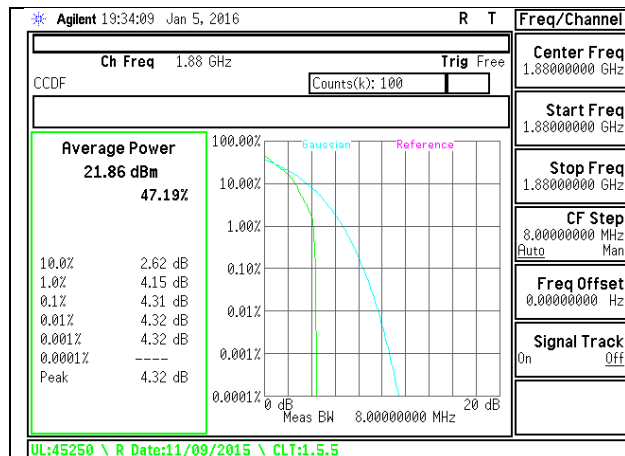 Agilent 19:34:09 Jan 5, 2016 R T
Freq/Channel
Ch Freq 1.88 GHz Trig Free
CCDF Counts(k): 100
Center Freq
1.88000000 GHz
Start Freq
1.88000000 GHz
Stop Freq
1.88000000 GHz
CF Step
8.00000000 MHz
Auto Man
Freq Offset
0.00000000 Hz
Signal Track
On Off
Average Power
21.86 dBm
47.19%
10.0% 2.62 dB
1.0% 4.15 dB
0.1% 4.31 dB
0.01% 4.32 dB
0.001% 4.32 dB
0.0001% ----
Peak 4.32 dB
Gaussian Reference
100.00%
10.00%
1.00%
0.10%
0.01%
0.001%
0.0001%
0 dB 20 dB
Meas BW 8.00000000 MHz
UL:45250 \ R Date:11/09/2015 \ CLT:1.5.5